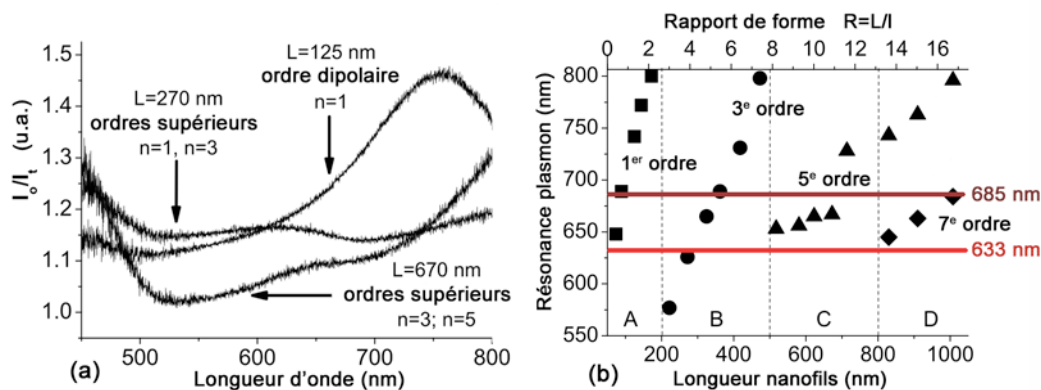 1.5
1.4
1.3
1.2
1.1
1.0
I₀/Iₜ (u.a.)
L=125 nm
ordre dipolaire
n=1
L=270 nm
ordres supérieurs
n=1, n=3
L=670 nm
ordres supérieurs
n=3; n=5
500 600 700 800
(a) Longueur d'onde (nm)
Rapport de forme R=L/l
0 2 4 6 8 10 12 14 16
800
750
700
650
600
550
Résonance plasmon (nm)
3e ordre
1er ordre
5e ordre
685 nm
7e ordre
633 nm
A B C D
200 400 600 800 1000
(b) Longueur nanofils (nm)